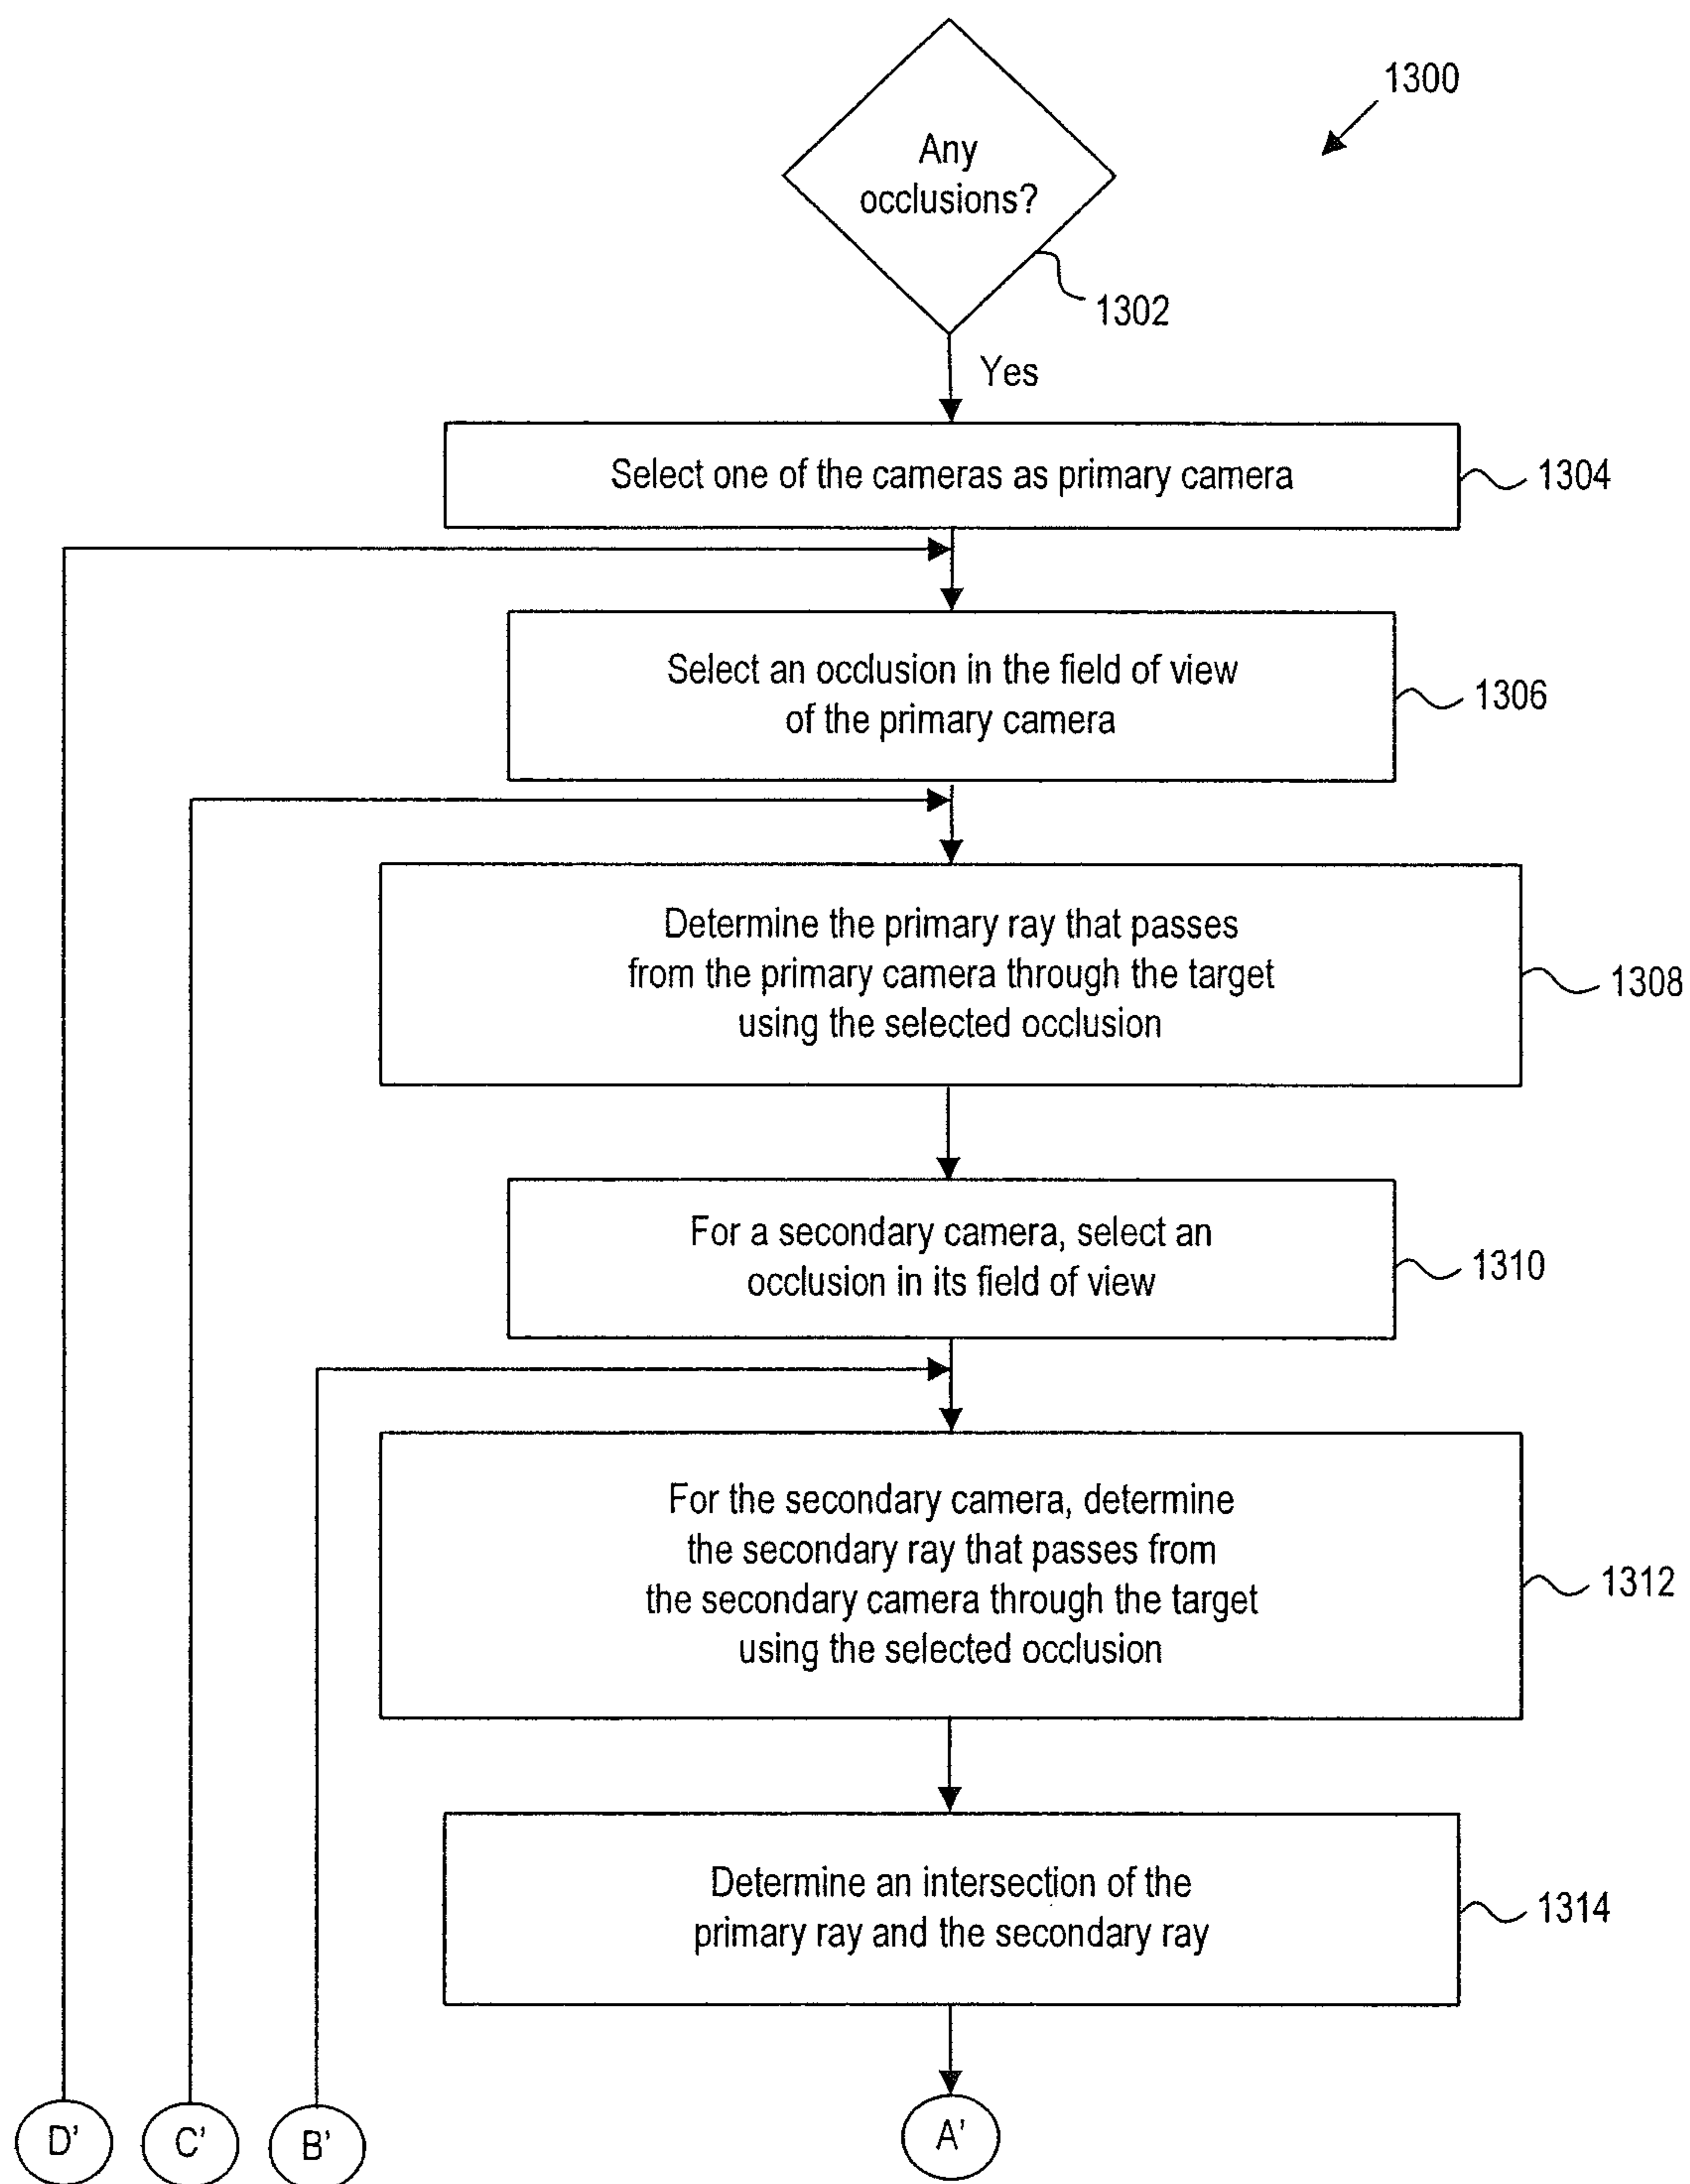 1300
Any
occlusions?
1302
Yes
Select one of the cameras as primary camera
1304
Select an occlusion in the field of view
of the primary camera
1306
Determine the primary ray that passes
from the primary camera through the target
using the selected occlusion
1308
For a secondary camera, select an
occlusion in its field of view
1310
For the secondary camera, determine
the secondary ray that passes from
the secondary camera through the target
using the selected occlusion
1312
Determine an intersection of the
primary ray and the secondary ray
1314
D'
C'
B'
A'